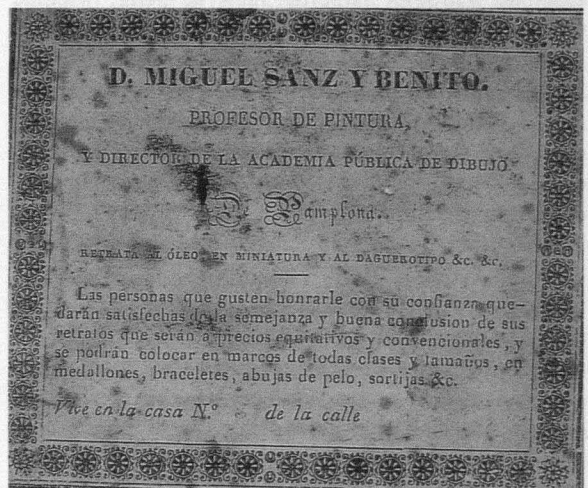 D. MIGUEL SANZ Y BENITO.
PROFESOR DE PINTURA,
Y DIRECTOR DE LA ACADEMIA PÚBLICA DE DIBUJO
De Pamplona.
RETRATA AL ÓLEO, EN MINIATURA Y AL DAGUEROTIPO &c. &c.
Las personas que gusten honrarle con su confianza que-
darán satisfechas de la semejanza y buena conclusion de sus
retratos que serán á precios equitativos y convencionales, y
se podrán colocar en marcos de todas clases y tamaños, en
medallones, braceletes, abujas de pelo, sortijas &c.
Vive en la casa N.º de la calle